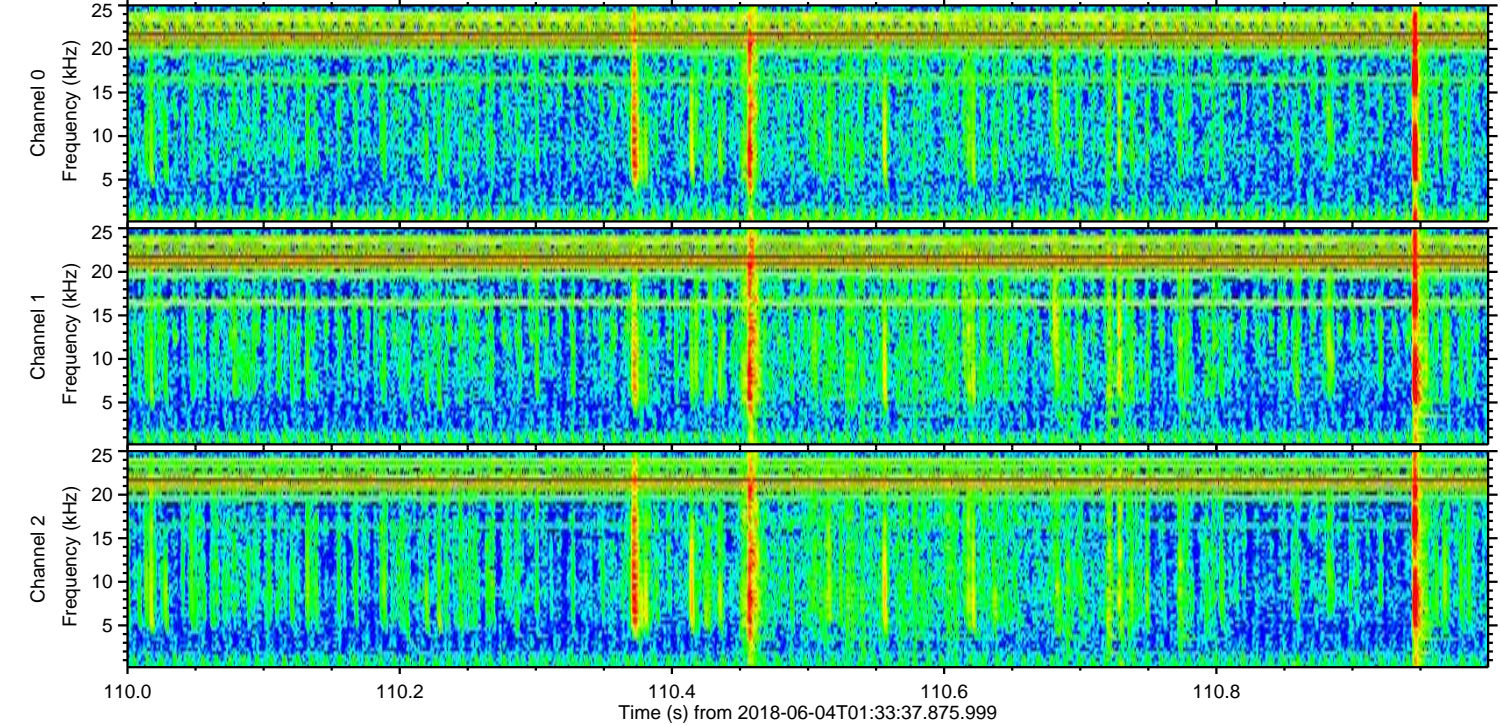 Channel 0
Frequency (kHz)
25
20
15
10
5
Channel 1
Frequency (kHz)
25
20
15
10
5
Channel 2
Frequency (kHz)
25
20
15
10
5
110.0 110.2 110.4 110.6 110.8
Time (s) from 2018-06-04T01:33:37.875.999